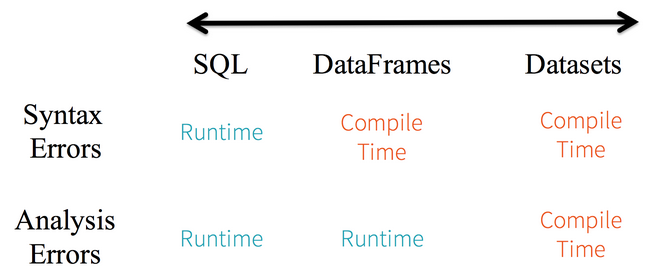 SQL DataFrames Datasets
Syntax
Errors
Runtime
Compile
Time
Compile
Time
Analysis
Errors
Runtime
Runtime
Compile
Time